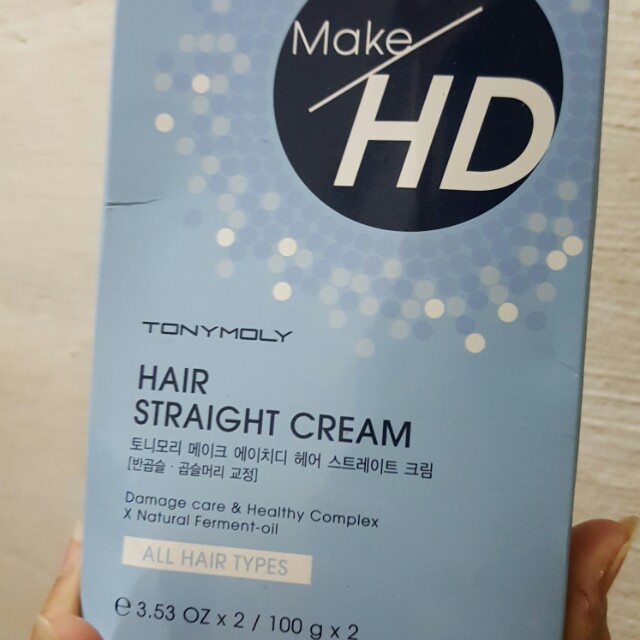 Make
HD
TONYMOLY
HAIR
STRAIGHT CREAM
토니모리 메이크 에이치디 헤어 스트레이트 크림
[반곱슬 · 곱슬머리 교정]
Damage care & Healthy Complex
X Natural Ferment-oil
ALL HAIR TYPES
℮ 3.53 OZ x 2 / 100 g x 2